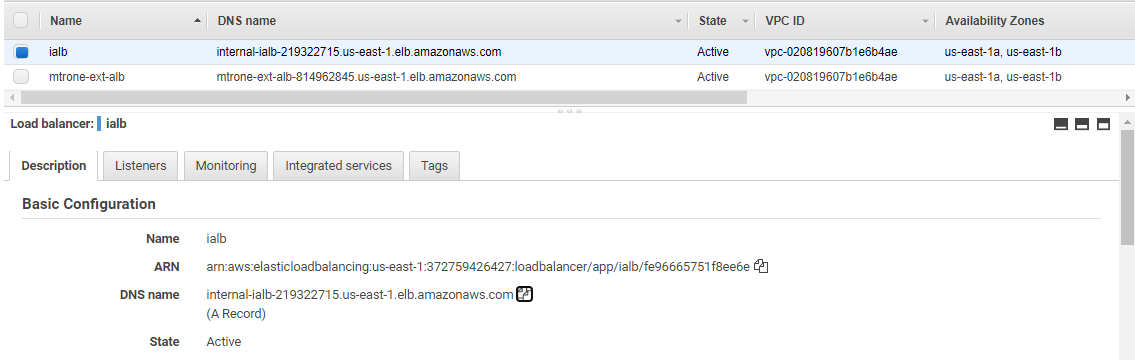 Name DNS name State VPC ID Availability Zones
ialb internal-ialb-219322715.us-east-1.elb.amazonaws.com Active vpc-020819607b1e6b4ae us-east-1a, us-east-1b
mtrone-ext-alb mtrone-ext-alb-814962845.us-east-1.elb.amazonaws.com Active vpc-020819607b1e6b4ae us-east-1a, us-east-1b
Load balancer: ialb
Description Listeners Monitoring Integrated services Tags
Basic Configuration
Name ialb
ARN arn:aws:elasticloadbalancing:us-east-1:372759426427:loadbalancer/app/ialb/fe96665751f8ee6e
DNS name internal-ialb-219322715.us-east-1.elb.amazonaws.com
(A Record)
State Active